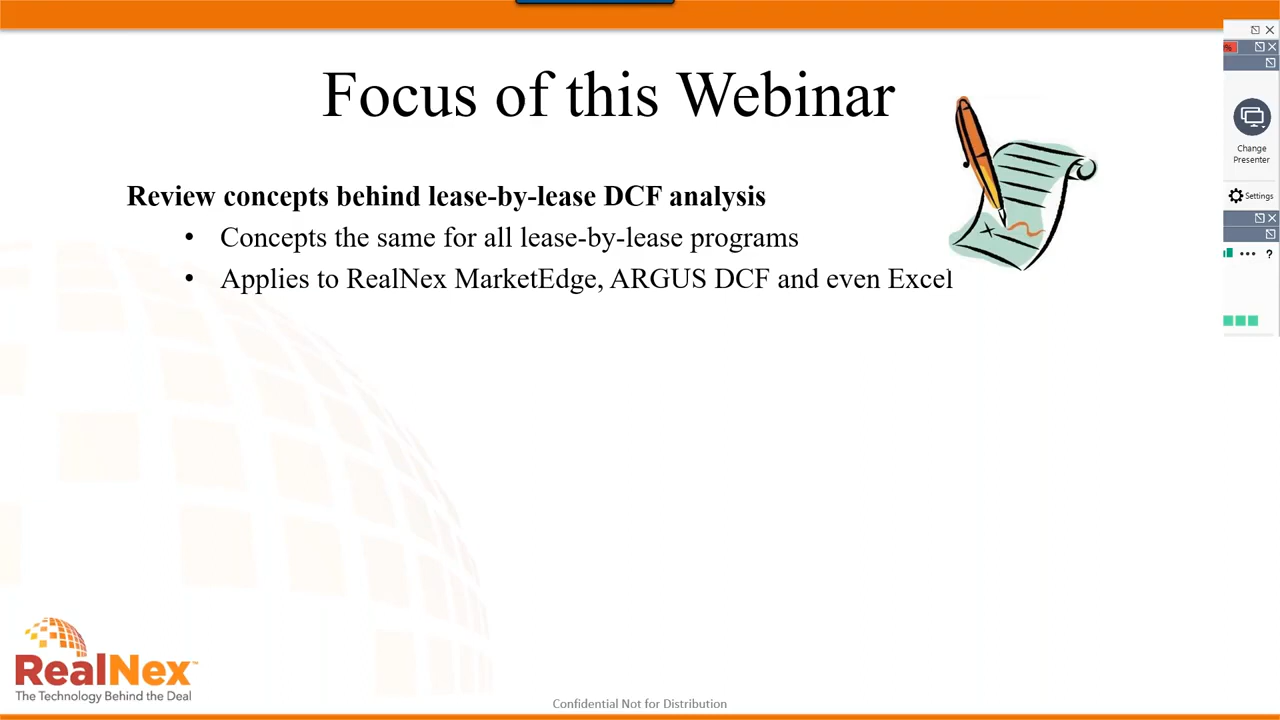 Focus of this Webinar
Review concepts behind lease-by-lease DCF analysis
• Concepts the same for all lease-by-lease programs
• Applies to RealNex MarketEdge, ARGUS DCF and even Excel
%
Change
Presenter
Settings
?
RealNex™
The Technology Behind the Deal
Confidential Not for Distribution